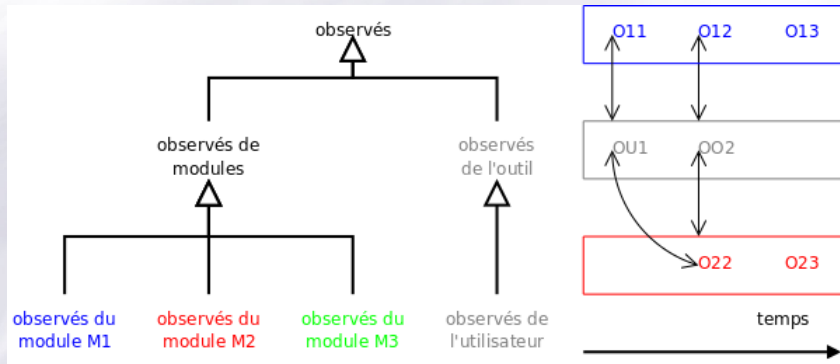 observés
observés de
modules
observés
de l'outil
observés du
module M1
observés du
module M2
observés du
module M3
observés de
l'utilisateur
O11 O12 O13
OU1 OO2
O22 O23
temps